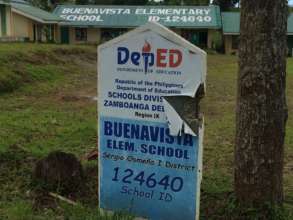 BUENAVISTA ELEMENTARY
SCHOOL ID-124640
DepED
DEPARTMENT OF EDUCATION
Republic of the Philippines
Department of Education
SCHOOLS DIVIS
ZAMBOANGA DEL
Region IX
BUENAVISTA
ELEM. SCHOOL
Sergio Osmeña I District
124640
School ID